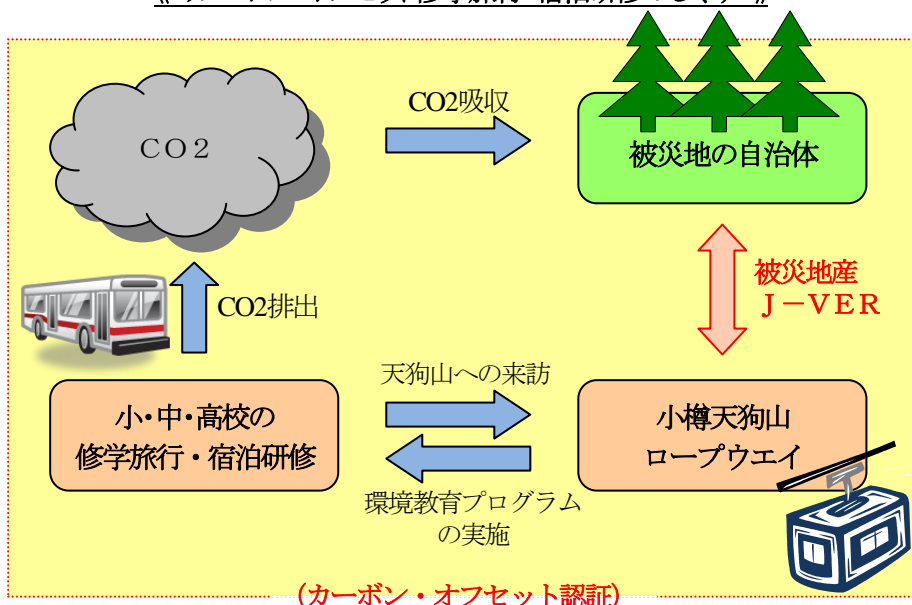 CO2吸収
CO2
被災地の自治体
被災地産
J-VER
CO2排出
天狗山への来訪
小・中・高校の
修学旅行・宿泊研修
小樽天狗山
ロープウエイ
環境教育プログラム
の実施
(カーボン・オフセット認証)